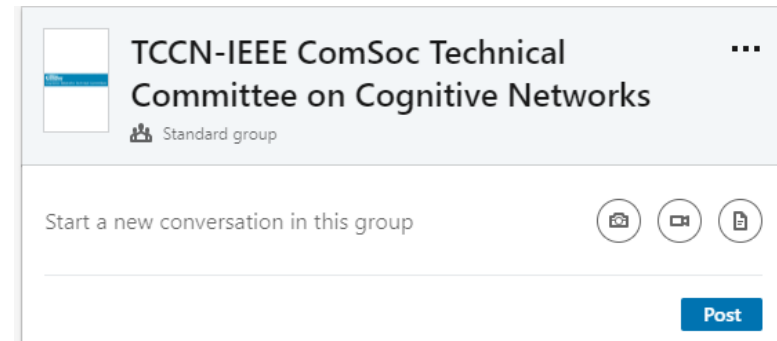 TCCN-IEEE ComSoc Technical
Committee on Cognitive Networks
Standard group
Start a new conversation in this group
Post